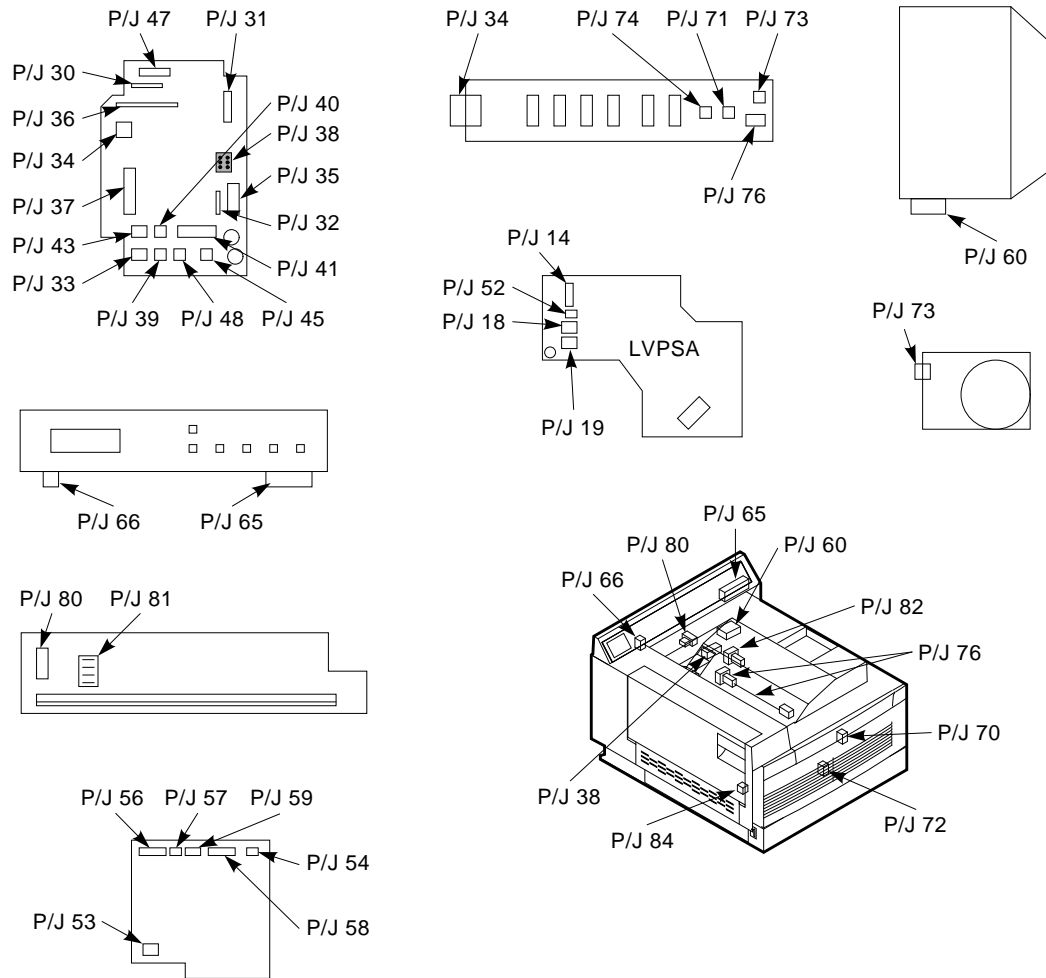 P/J 47
P/J 31
P/J 30
P/J 36
P/J 40
P/J 38
P/J 34
P/J 35
P/J 37
P/J 32
P/J 43
P/J 41
P/J 33
P/J 39
P/J 48
P/J 45
P/J 34
P/J 74
P/J 71
P/J 73
P/J 76
P/J 60
P/J 14
P/J 52
P/J 18
LVPSA
P/J 19
P/J 73
P/J 66
P/J 65
P/J 80
P/J 81
P/J 65
P/J 80
P/J 60
P/J 66
P/J 82
P/J 76
P/J 70
P/J 38
P/J 72
P/J 84
P/J 56
P/J 57
P/J 59
P/J 54
P/J 58
P/J 53